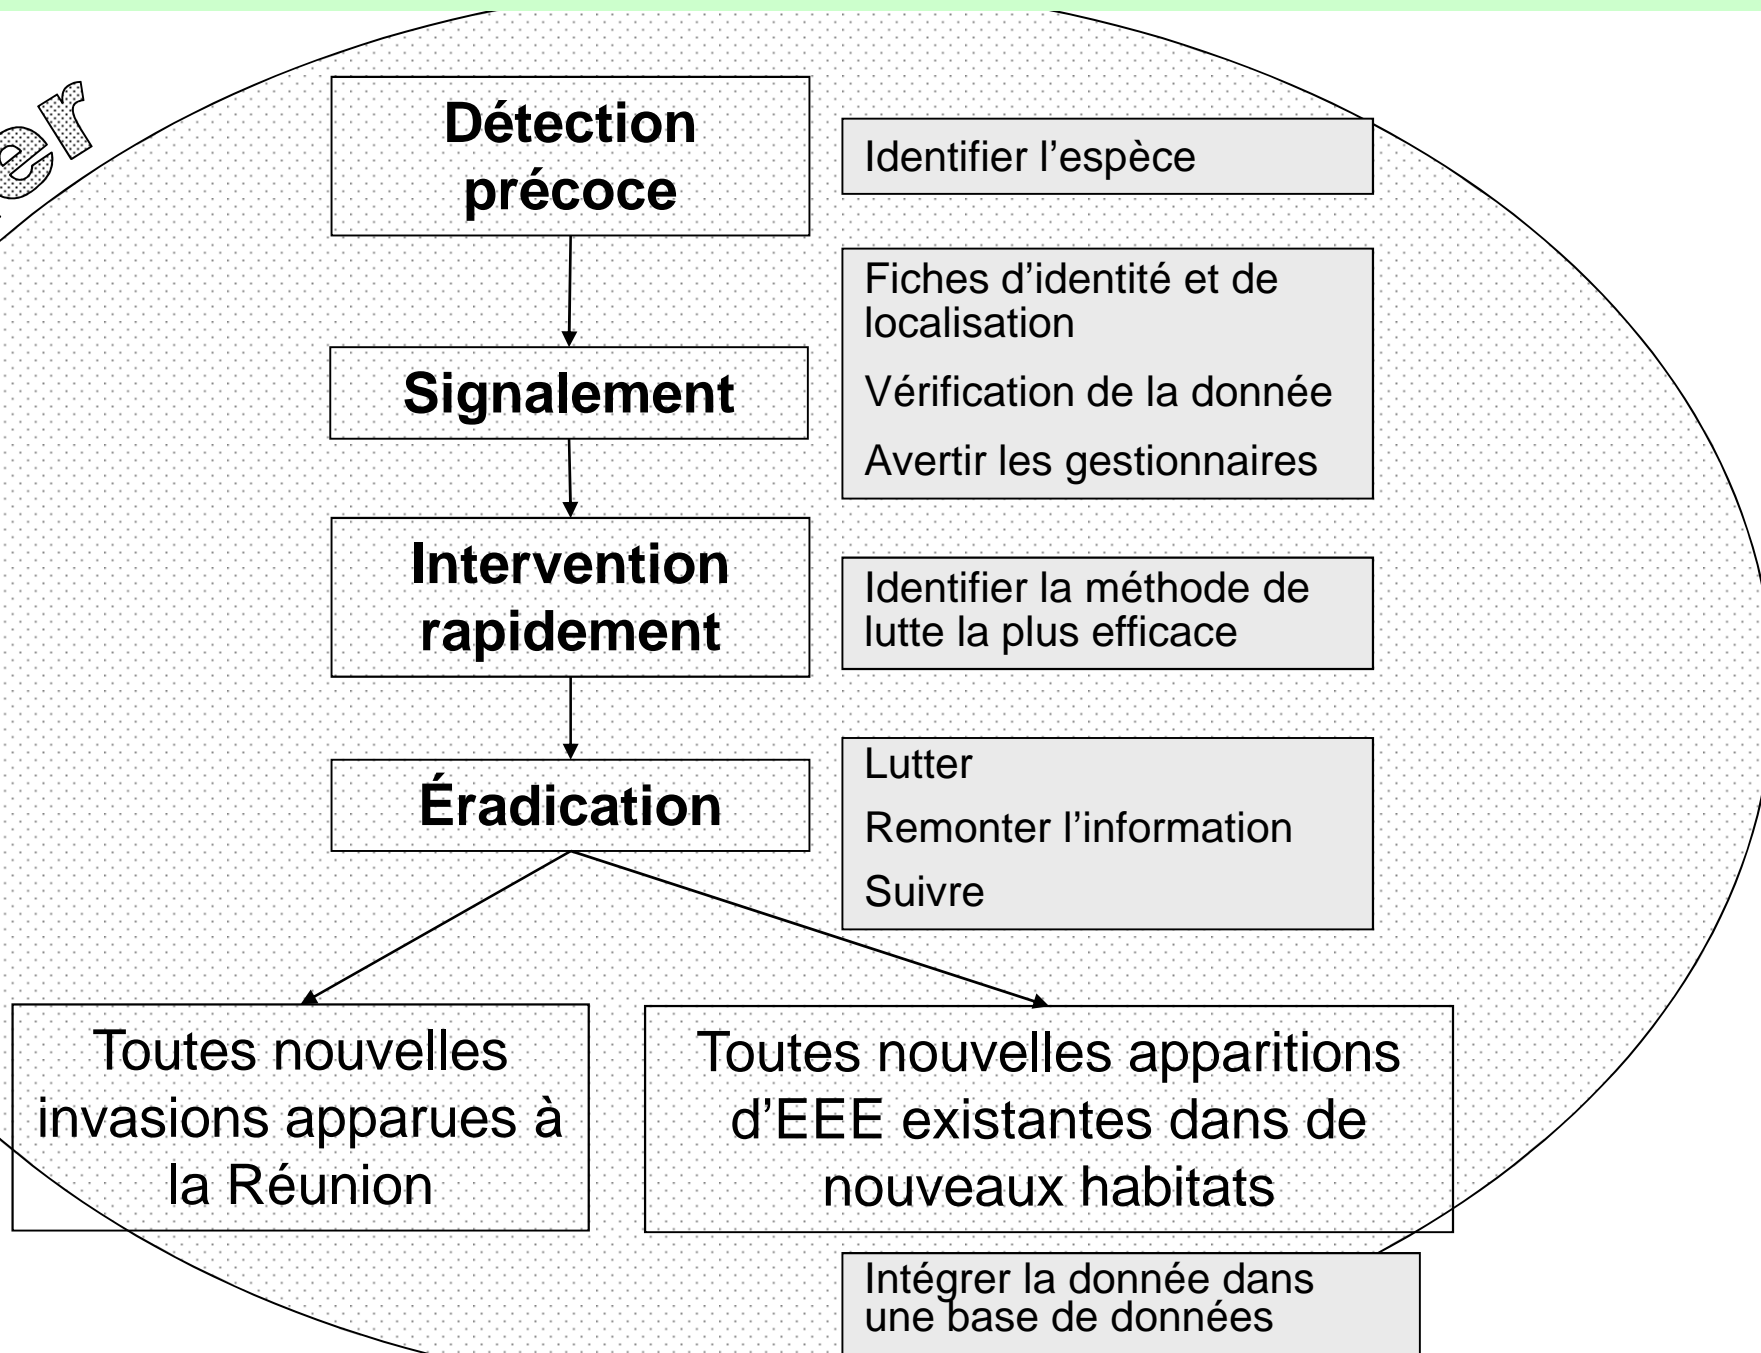 Détection
précoce
Identifier l’espèce
Fiches d’identité et de
localisation
Signalement
Vérification de la donnée
Avertir les gestionnaires
Intervention
rapidement
Identifier la méthode de
lutte la plus efficace
Éradication
Lutter
Remonter l’information
Suivre
Toutes nouvelles
invasions apparues à
la Réunion
Toutes nouvelles apparitions
d’EEE existantes dans de
nouveaux habitats
Intégrer la donnée dans
une base de données